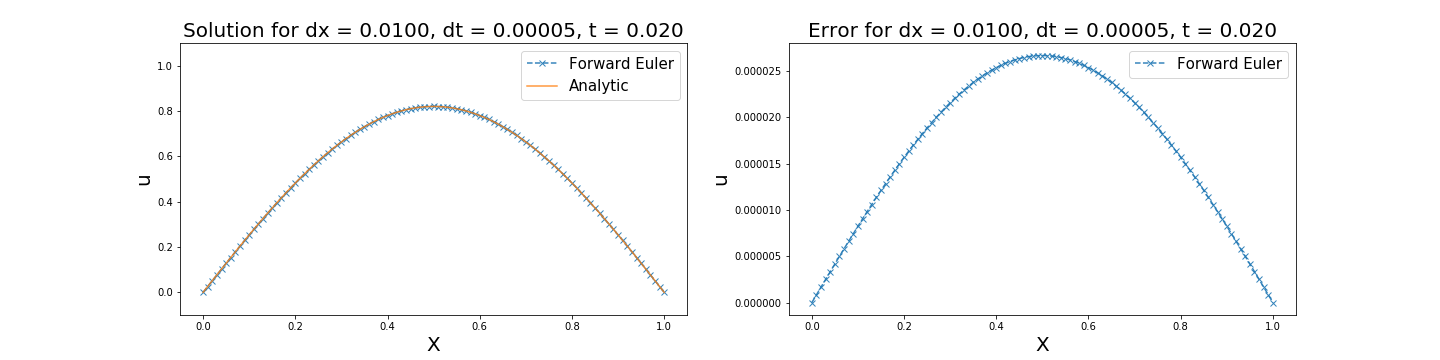 Solution for dx = 0.0100, dt = 0.00005, t = 0.020
1.0
0.8
0.6
0.4
0.2
0.0
u
Forward Euler
Analytic
0.0 0.2 0.4 0.6 0.8 1.0
X
Error for dx = 0.0100, dt = 0.00005, t = 0.020
0.000025
0.000020
0.000015
0.000010
0.000005
0.000000
u
Forward Euler
0.0 0.2 0.4 0.6 0.8 1.0
X